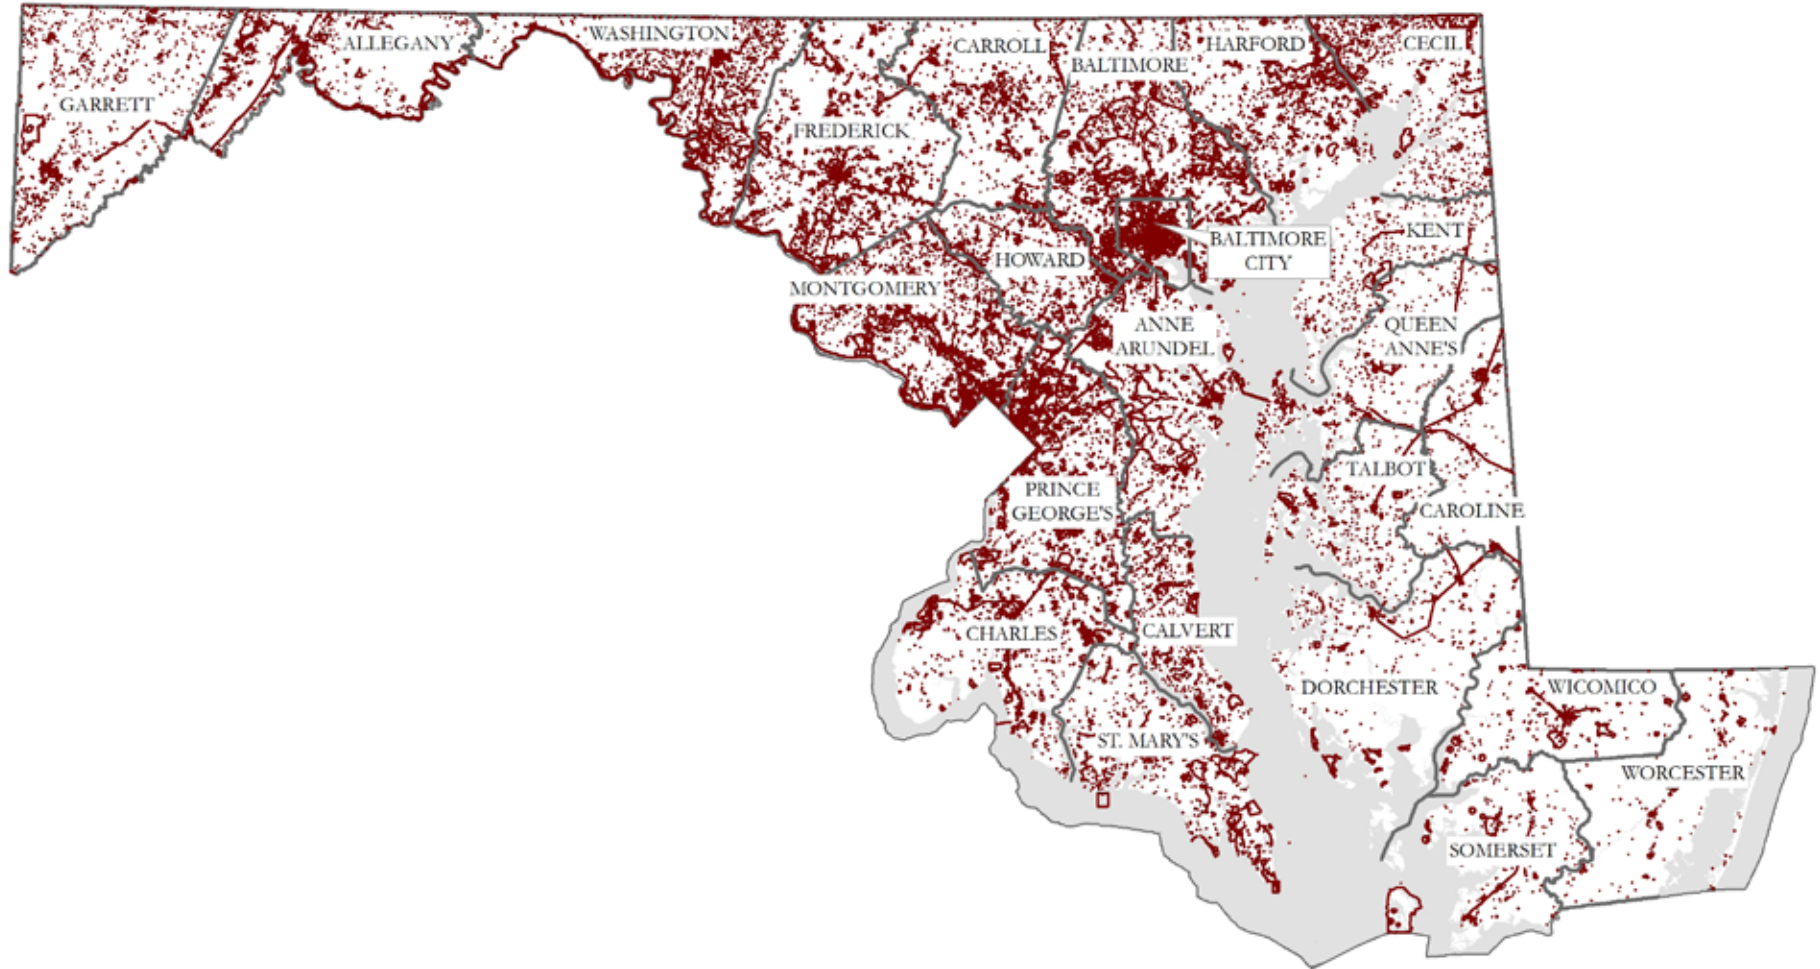 WASHINGTON
ALLEGANY
CARROLL
HARFORD
CECIL
BALTIMORE
GARRETT
FREDERICK
KENT
BALTIMORE
CITY
HOWARD
MONTGOMERY
ANNE
ARUNDEL
QUEEN
ANNE'S
TALBOT
PRINCE
GEORGE'S
CAROLINE
CHARLES
CALVERT
DORCHESTER
WICOMICO
ST. MARY'S
WORCESTER
SOMERSET